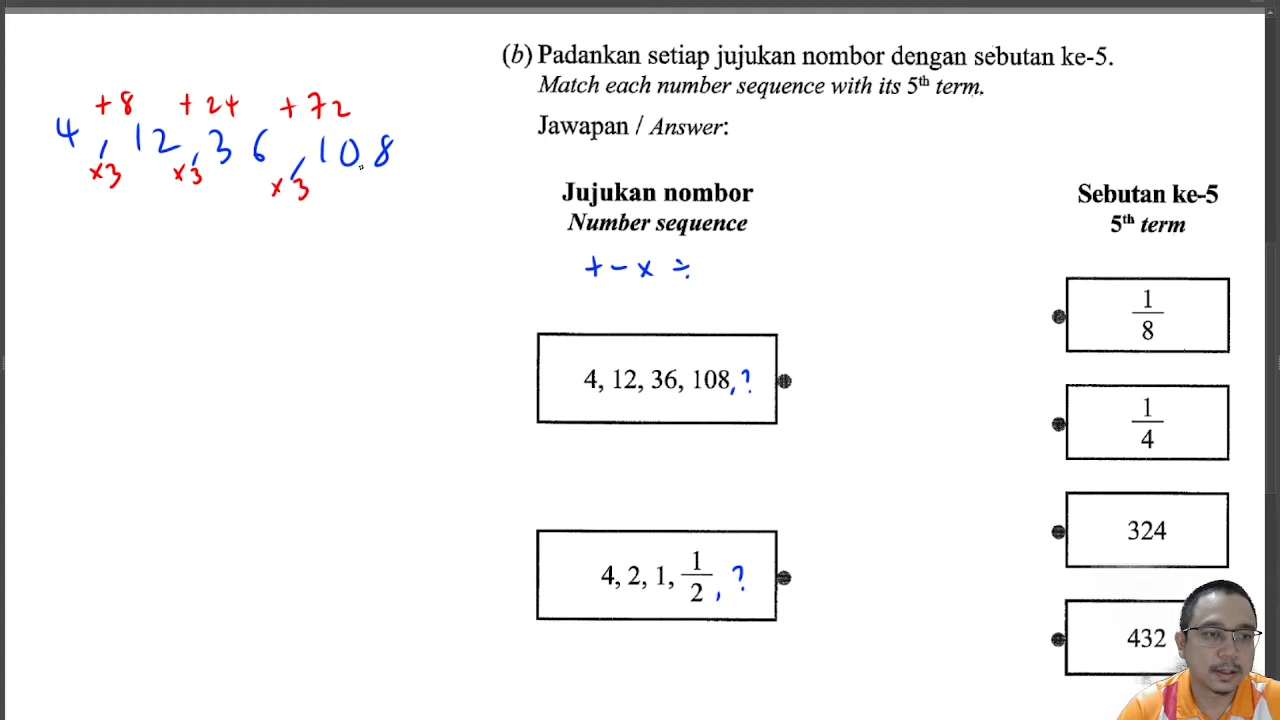 (b) Padankan setiap jujukan nombor dengan sebutan ke-5.
Match each number sequence with its 5th term.
Jawapan / Answer:
+8 +24 +72
4, 12, 36, 108
×3 ×3 ×3
Jujukan nombor
Number sequence
+ − × ÷
4, 12, 36, 108, ?
4, 2, 1, 1/2, ?
Sebutan ke-5
5th term
1/8
1/4
324
432